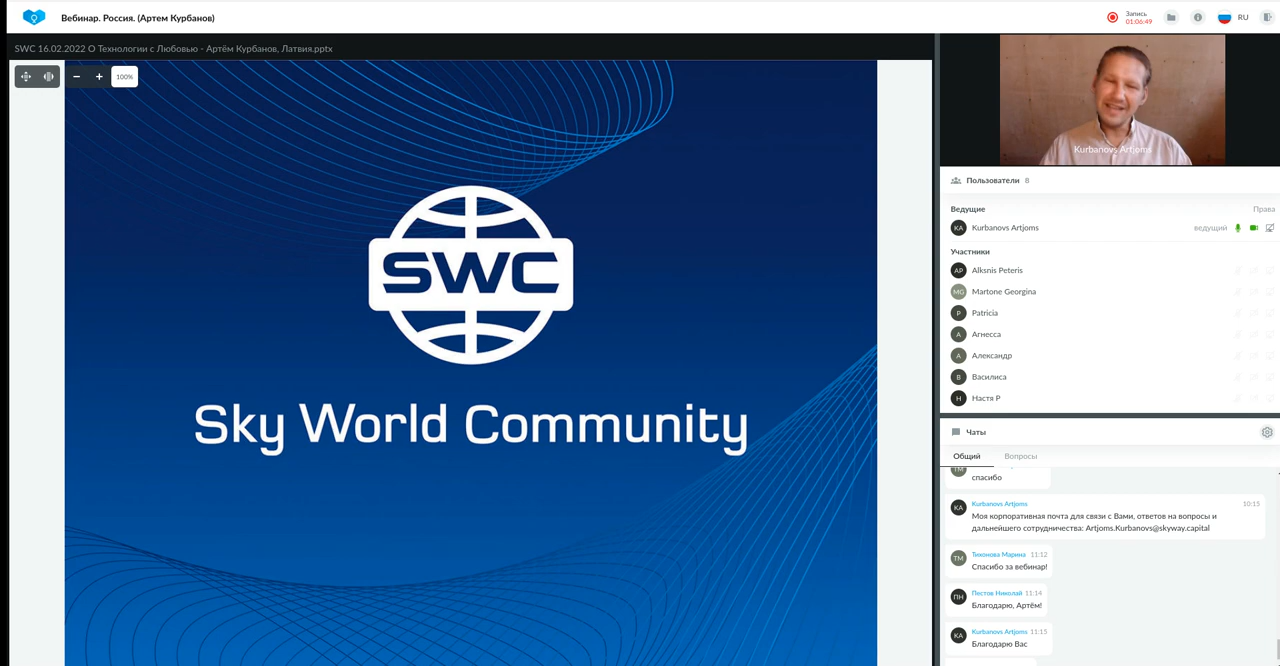 Вебинар. Россия. (Артем Курбанов)
Запись
01:06:49
RU
SWC 16.02.2022 О Технологии с Любовью - Артём Курбанов, Латвия.pptx
100%
SWC
Sky World Community
Kurbanovs Artjoms
Пользователи 8
Ведущие Права
KA Kurbanovs Artjoms ведущий
Участники
AP Alksnis Peteris
MG Martone Georgina
P Patricia
А Агнесса
А Александр
В Василиса
Н Настя Р
Чаты
Общий Вопросы
ТМ
спасибо
KA Kurbanovs Artjoms 10:15
Моя корпоративная почта для связи с Вами, ответов на вопросы и
дальнейшего сотрудничества: Artjoms.Kurbanovs@skyway.capital
ТМ Тихонова Марина 11:12
Спасибо за вебинар!
ПН Пестов Николай 11:14
Благодарю, Артём!
KA Kurbanovs Artjoms 11:15
Благодарю Вас